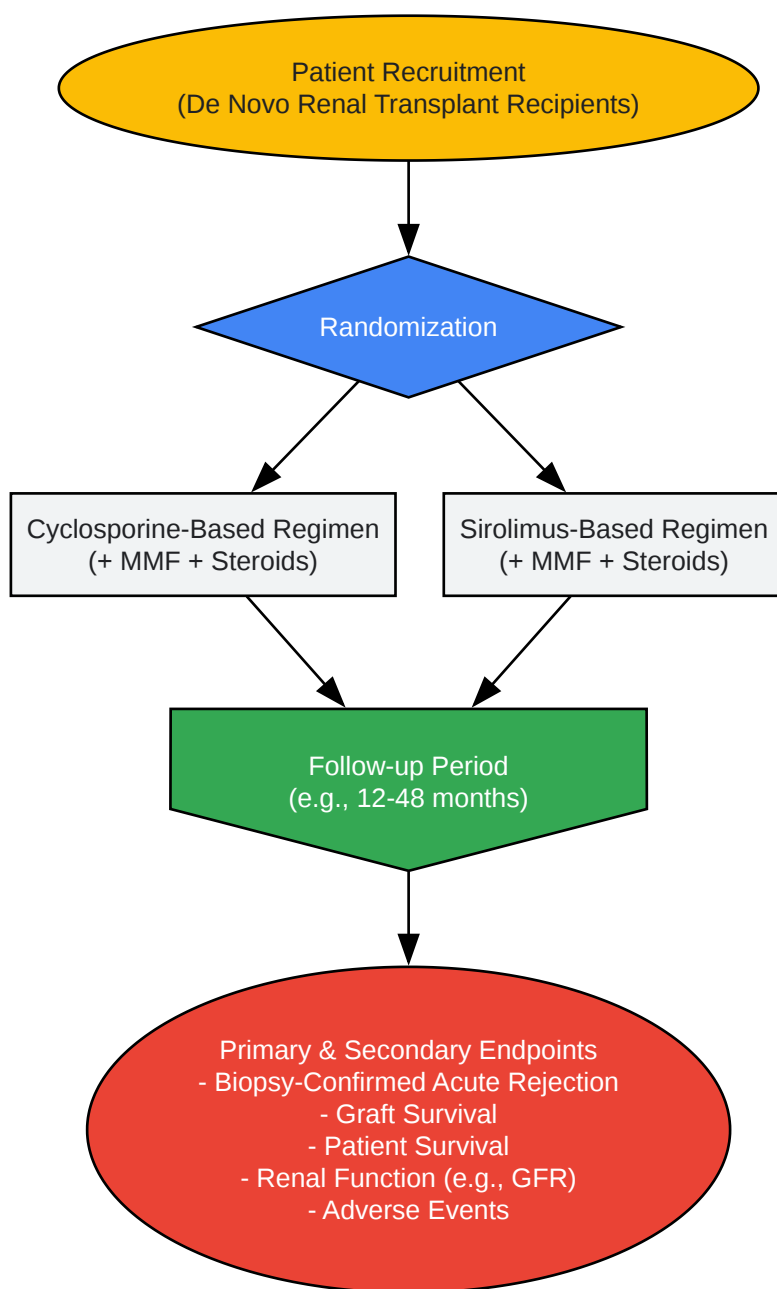 Patient Recruitment
(De Novo Renal Transplant Recipients)
Randomization
Cyclosporine-Based Regimen
(+ MMF + Steroids)
Sirolimus-Based Regimen
(+ MMF + Steroids)
Follow-up Period
(e.g., 12-48 months)
Primary & Secondary Endpoints
- Biopsy-Confirmed Acute Rejection
- Graft Survival
- Patient Survival
- Renal Function (e.g., GFR)
- Adverse Events